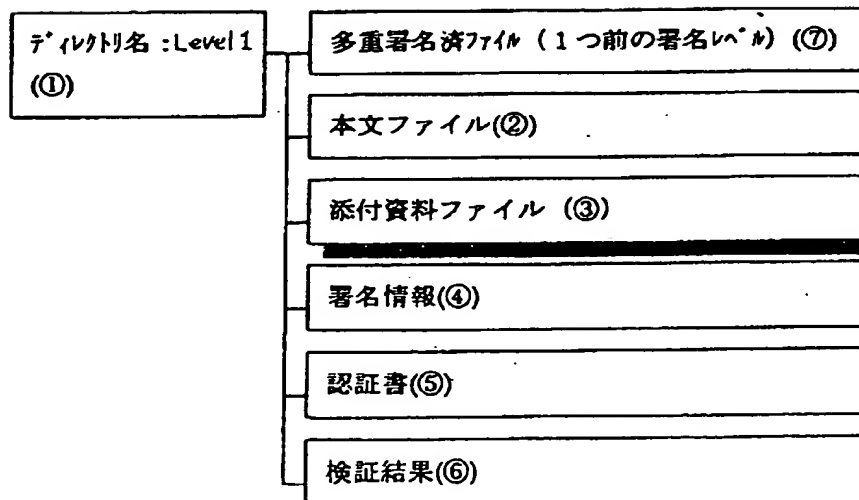 ディレクトリ名:Level1
(①)
多重署名済ファイル(1つ前の署名レベル)(⑦)
本文ファイル(②)
添付資料ファイル(③)
署名情報(④)
認証書(⑤)
検証結果(⑥)